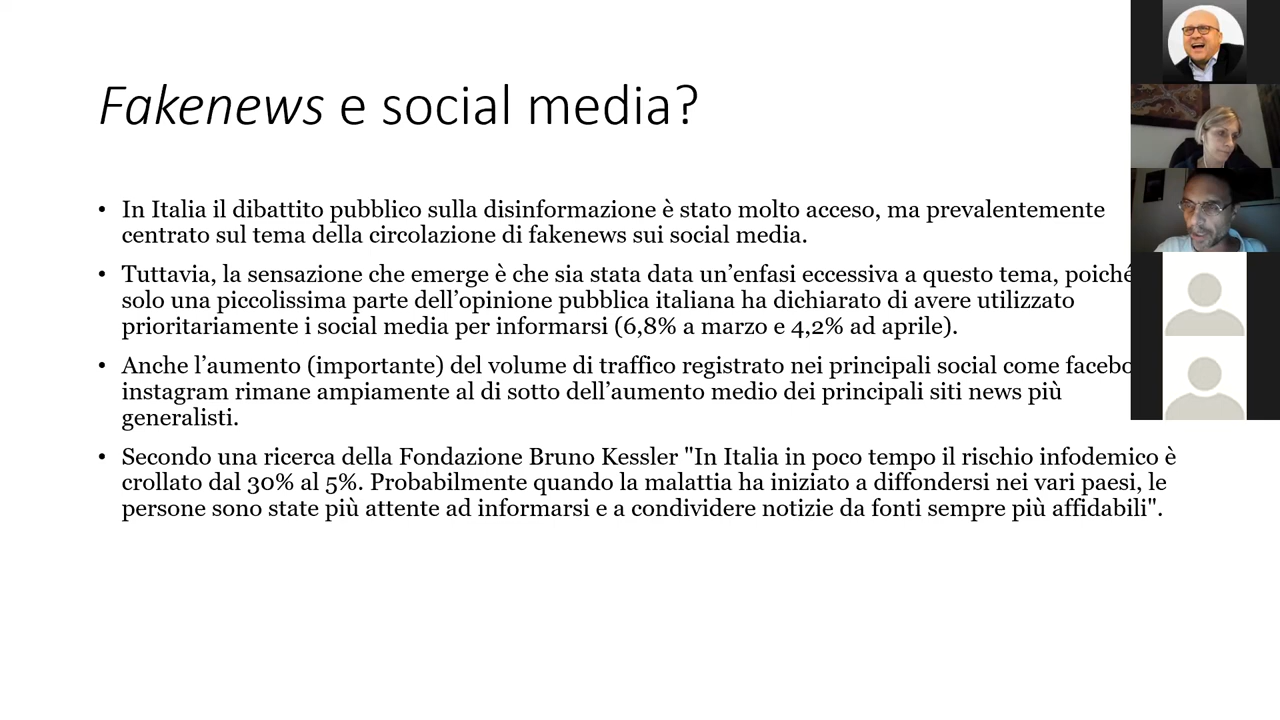 Fakenews e social media?
• In Italia il dibattito pubblico sulla disinformazione è stato molto acceso, ma prevalentemente
centrato sul tema della circolazione di fakenews sui social media.
• Tuttavia, la sensazione che emerge è che sia stata data un’enfasi eccessiva a questo tema, poiché
solo una piccolissima parte dell’opinione pubblica italiana ha dichiarato di avere utilizzato
prioritariamente i social media per informarsi (6,8% a marzo e 4,2% ad aprile).
• Anche l’aumento (importante) del volume di traffico registrato nei principali social come
instagram rimane ampiamente al di sotto dell’aumento medio dei principali siti news più
generalisti.
• Secondo una ricerca della Fondazione Bruno Kessler "In Italia in poco tempo il rischio infodemico è
crollato dal 30% al 5%. Probabilmente quando la malattia ha iniziato a diffondersi nei vari paesi, le
persone sono state più attente ad informarsi e a condividere notizie da fonti sempre più affidabili".